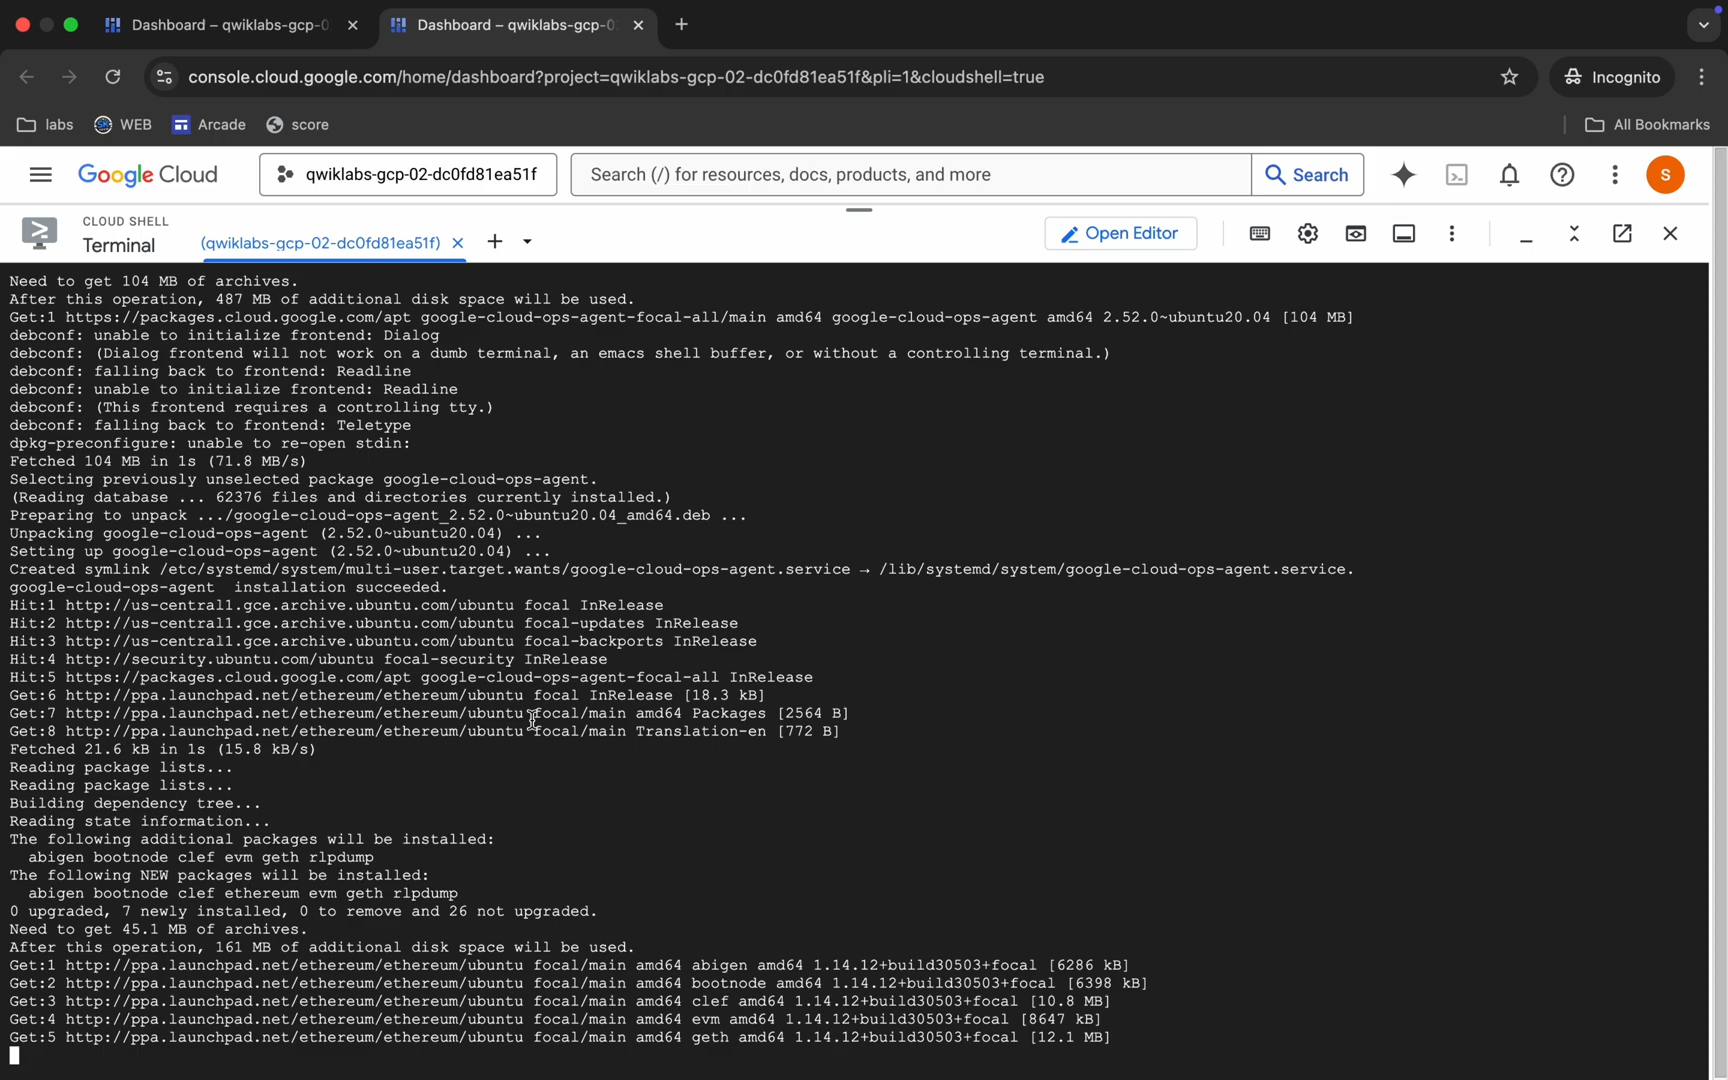 Dashboard – qwiklabs-gcp-0
Dashboard – qwiklabs-gcp-0
console.cloud.google.com/home/dashboard?project=qwiklabs-gcp-02-dc0fd81ea51f&pli=1&cloudshell=true
Incognito
labs
WEB
Arcade
score
All Bookmarks
Google Cloud
qwiklabs-gcp-02-dc0fd81ea51f
Search (/) for resources, docs, products, and more
Search
S
CLOUD SHELL
Terminal
(qwiklabs-gcp-02-dc0fd81ea51f)
Open Editor
Need to get 104 MB of archives.
After this operation, 487 MB of additional disk space will be used.
Get:1 https://packages.cloud.google.com/apt google-cloud-ops-agent-focal-all/main amd64 google-cloud-ops-agent amd64 2.52.0~ubuntu20.04 [104 MB]
debconf: unable to initialize frontend: Dialog
debconf: (Dialog frontend will not work on a dumb terminal, an emacs shell buffer, or without a controlling terminal.)
debconf: falling back to frontend: Readline
debconf: unable to initialize frontend: Readline
debconf: (This frontend requires a controlling tty.)
debconf: falling back to frontend: Teletype
dpkg-preconfigure: unable to re-open stdin:
Fetched 104 MB in 1s (71.8 MB/s)
Selecting previously unselected package google-cloud-ops-agent.
(Reading database ... 62376 files and directories currently installed.)
Preparing to unpack .../google-cloud-ops-agent_2.52.0~ubuntu20.04_amd64.deb ...
Unpacking google-cloud-ops-agent (2.52.0~ubuntu20.04) ...
Setting up google-cloud-ops-agent (2.52.0~ubuntu20.04) ...
Created symlink /etc/systemd/system/multi-user.target.wants/google-cloud-ops-agent.service → /lib/systemd/system/google-cloud-ops-agent.service.
google-cloud-ops-agent  installation succeeded.
Hit:1 http://us-central1.gce.archive.ubuntu.com/ubuntu focal InRelease
Hit:2 http://us-central1.gce.archive.ubuntu.com/ubuntu focal-updates InRelease
Hit:3 http://us-central1.gce.archive.ubuntu.com/ubuntu focal-backports InRelease
Hit:4 http://security.ubuntu.com/ubuntu focal-security InRelease
Hit:5 https://packages.cloud.google.com/apt google-cloud-ops-agent-focal-all InRelease
Get:6 http://ppa.launchpad.net/ethereum/ethereum/ubuntu focal InRelease [18.3 kB]
Get:7 http://ppa.launchpad.net/ethereum/ethereum/ubuntu focal/main amd64 Packages [2564 B]
Get:8 http://ppa.launchpad.net/ethereum/ethereum/ubuntu focal/main Translation-en [772 B]
Fetched 21.6 kB in 1s (15.8 kB/s)
Reading package lists...
Reading package lists...
Building dependency tree...
Reading state information...
The following additional packages will be installed:
  abigen bootnode clef evm geth rlpdump
The following NEW packages will be installed:
  abigen bootnode clef ethereum evm geth rlpdump
0 upgraded, 7 newly installed, 0 to remove and 26 not upgraded.
Need to get 45.1 MB of archives.
After this operation, 161 MB of additional disk space will be used.
Get:1 http://ppa.launchpad.net/ethereum/ethereum/ubuntu focal/main amd64 abigen amd64 1.14.12+build30503+focal [6286 kB]
Get:2 http://ppa.launchpad.net/ethereum/ethereum/ubuntu focal/main amd64 bootnode amd64 1.14.12+build30503+focal [6398 kB]
Get:3 http://ppa.launchpad.net/ethereum/ethereum/ubuntu focal/main amd64 clef amd64 1.14.12+build30503+focal [10.8 MB]
Get:4 http://ppa.launchpad.net/ethereum/ethereum/ubuntu focal/main amd64 evm amd64 1.14.12+build30503+focal [8647 kB]
Get:5 http://ppa.launchpad.net/ethereum/ethereum/ubuntu focal/main amd64 geth amd64 1.14.12+build30503+focal [12.1 MB]